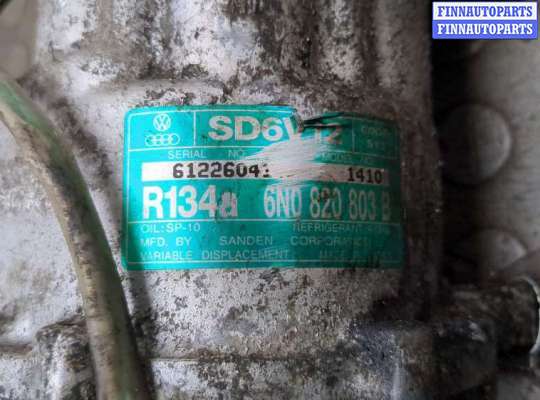 FINNAUTOPARTS
FINNAUTOPARTS
SD6V12
SERIAL NO.
61226041 1410
R134a 6N0 820 803 B
OIL: SP-10 REFRIGERANT
MFD. BY SANDEN CORPORATION
VARIABLE DISPLACEMENT